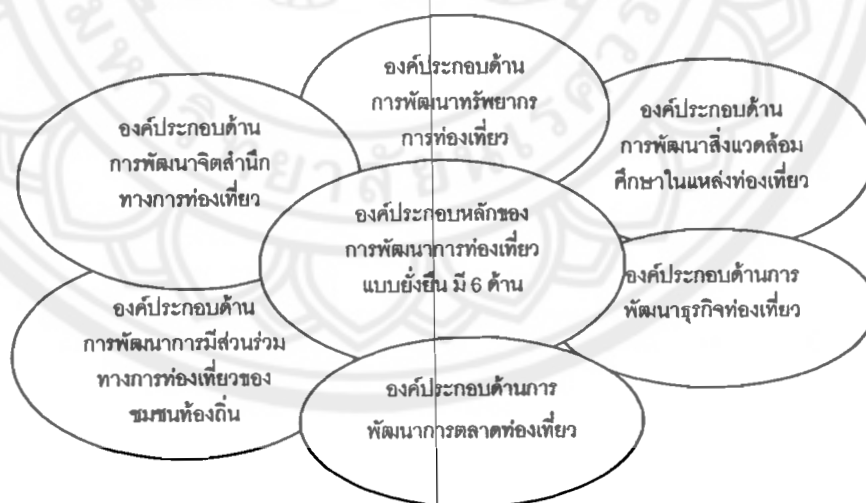 องค์ประกอบด้าน
การพัฒนาทรัพยากร
การท่องเที่ยว
องค์ประกอบด้าน
การพัฒนาสิ่งแวดล้อม
ศึกษาในแหล่งท่องเที่ยว
องค์ประกอบด้าน
การพัฒนาจิตสำนึก
ทางการท่องเที่ยว
องค์ประกอบหลักของ
การพัฒนาการท่องเที่ยว
แบบยั่งยืน มี 6 ด้าน
องค์ประกอบด้านการ
พัฒนาธุรกิจท่องเที่ยว
องค์ประกอบด้าน
การพัฒนาการมีส่วนร่วม
ทางการท่องเที่ยวของ
ชมชนท้องถิ่น
องค์ประกอบด้านการ
พัฒนาการตลาดท่องเที่ยว